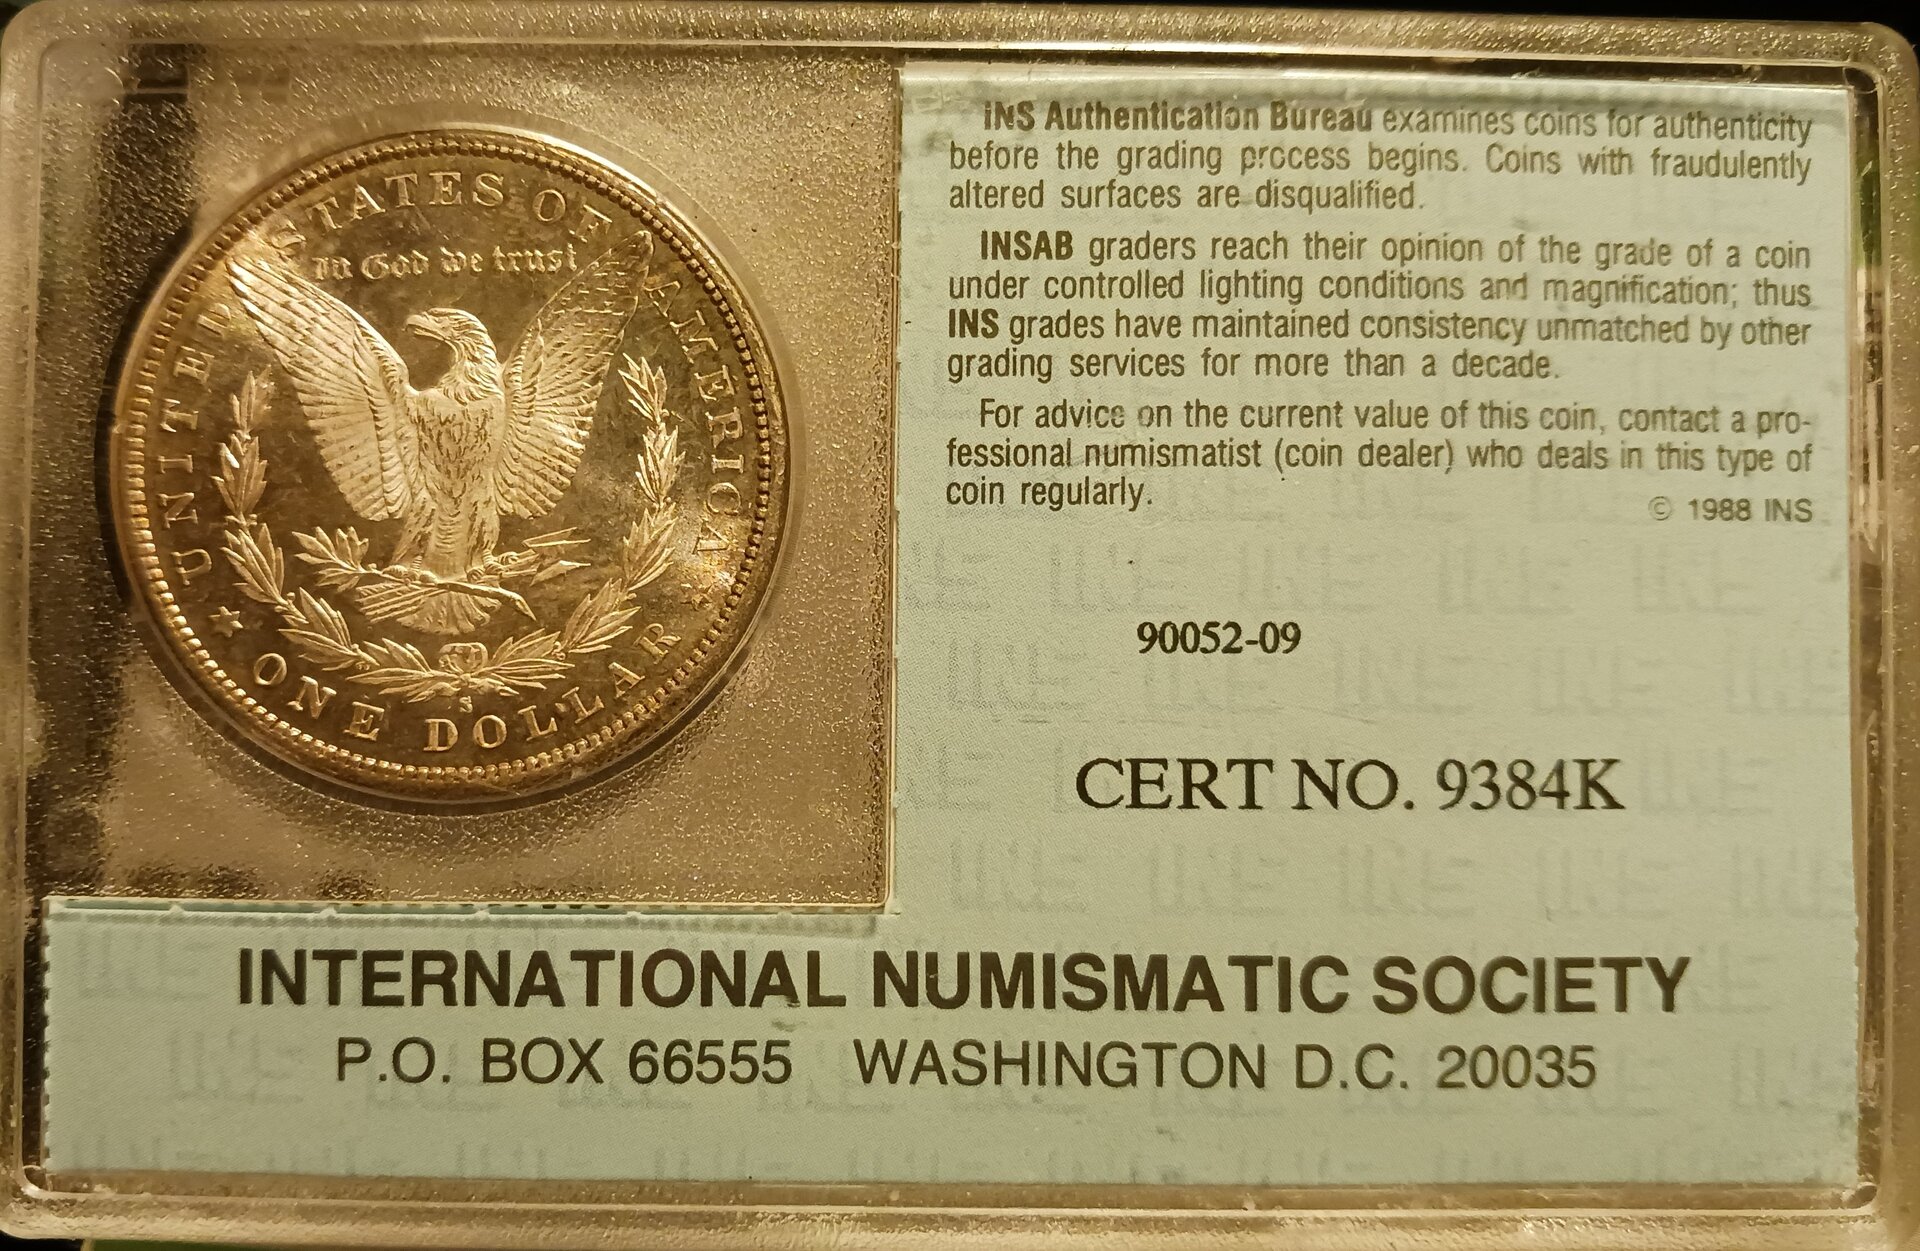 UNITED STATES OF AMERICA
In God we trust
S
ONE DOLLAR
INS Authentication Bureau examines coins for authenticity
before the grading process begins. Coins with fraudulently
altered surfaces are disqualified.
INSAB graders reach their opinion of the grade of a coin
under controlled lighting conditions and magnification; thus
INS grades have maintained consistency unmatched by other
grading services for more than a decade.
For advice on the current value of this coin, contact a pro-
fessional numismatist (coin dealer) who deals in this type of
coin regularly.
© 1988 INS
90052-09
CERT NO. 9384K
INTERNATIONAL NUMISMATIC SOCIETY
P.O. BOX 66555 WASHINGTON D.C. 20035